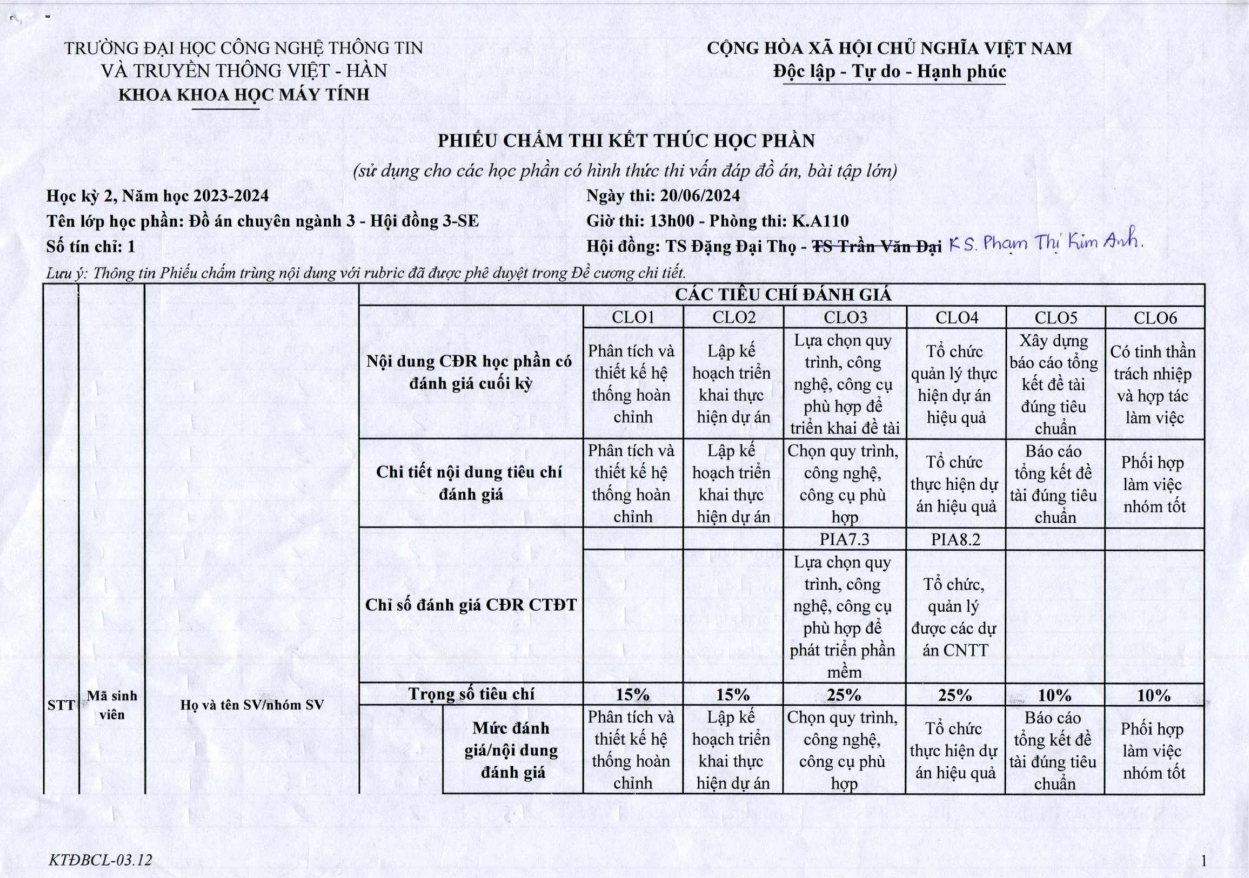 TRƯỜNG ĐẠI HỌC CÔNG NGHỆ THÔNG TIN
VÀ TRUYỀN THÔNG VIỆT - HÀN
KHOA KHOA HỌC MÁY TÍNH
CỘNG HÒA XÃ HỘI CHỦ NGHĨA VIỆT NAM
Độc lập - Tự do - Hạnh phúc
PHIẾU CHẤM THI KẾT THÚC HỌC PHẦN
(sử dụng cho các học phần có hình thức thi vấn đáp đồ án, bài tập lớn)
Học kỳ 2, Năm học 2023-2024
Ngày thi: 20/06/2024
Tên lớp học phần: Đồ án chuyên ngành 3 - Hội đồng 3-SE
Giờ thi: 13h00 - Phòng thi: K.A110
Số tín chỉ: 1
Hội đồng: TS Đặng Đại Thọ - TS Trần Văn Đại KS. Phạm Thị Kim Anh.
Lưu ý: Thông tin Phiếu chấm trùng nội dung với rubric đã được phê duyệt trong Đề cương chi tiết.
CÁC TIÊU CHÍ ĐÁNH GIÁ
CLO1 CLO2 CLO3 CLO4 CLO5 CLO6
Nội dung CĐR học phần có
đánh giá cuối kỳ
Phân tích và
thiết kế hệ
thống hoàn
chỉnh
Lập kế
hoạch triển
khai thực
hiện dự án
Lựa chọn quy
trình, công
nghệ, công cụ
phù hợp để
triển khai đề tài
Tổ chức
quản lý thực
hiện dự án
hiệu quả
Xây dựng
báo cáo tổng
kết đề tài
đúng tiêu
chuẩn
Có tinh thần
trách nhiệp
và hợp tác
làm việc
Chi tiết nội dung tiêu chí
đánh giá
Phân tích và
thiết kế hệ
thống hoàn
chỉnh
Lập kế
hoạch triển
khai thực
hiện dự án
Chọn quy trình,
công nghệ,
công cụ phù
hợp
Tổ chức
thực hiện dự
án hiệu quả
Báo cáo
tổng kết đề
tài đúng tiêu
chuẩn
Phối hợp
làm việc
nhóm tốt
Chỉ số đánh giá CĐR CTĐT
PIA7.3 PIA8.2
Lựa chọn quy
trình, công
nghệ, công cụ
phù hợp để
phát triển phần
mềm
Tổ chức,
quản lý
được các dự
án CNTT
STT
Mã sinh
viên
Họ và tên SV/nhóm SV
Trọng số tiêu chí 15% 15% 25% 25% 10% 10%
Mức đánh
giá/nội dung
đánh giá
Phân tích và
thiết kế hệ
thống hoàn
chỉnh
Lập kế
hoạch triển
khai thực
hiện dự án
Chọn quy trình,
công nghệ,
công cụ phù
hợp
Tổ chức
thực hiện dự
án hiệu quả
Báo cáo
tổng kết đề
tài đúng tiêu
chuẩn
Phối hợp
làm việc
nhóm tốt
KTĐBCL-03.12
1